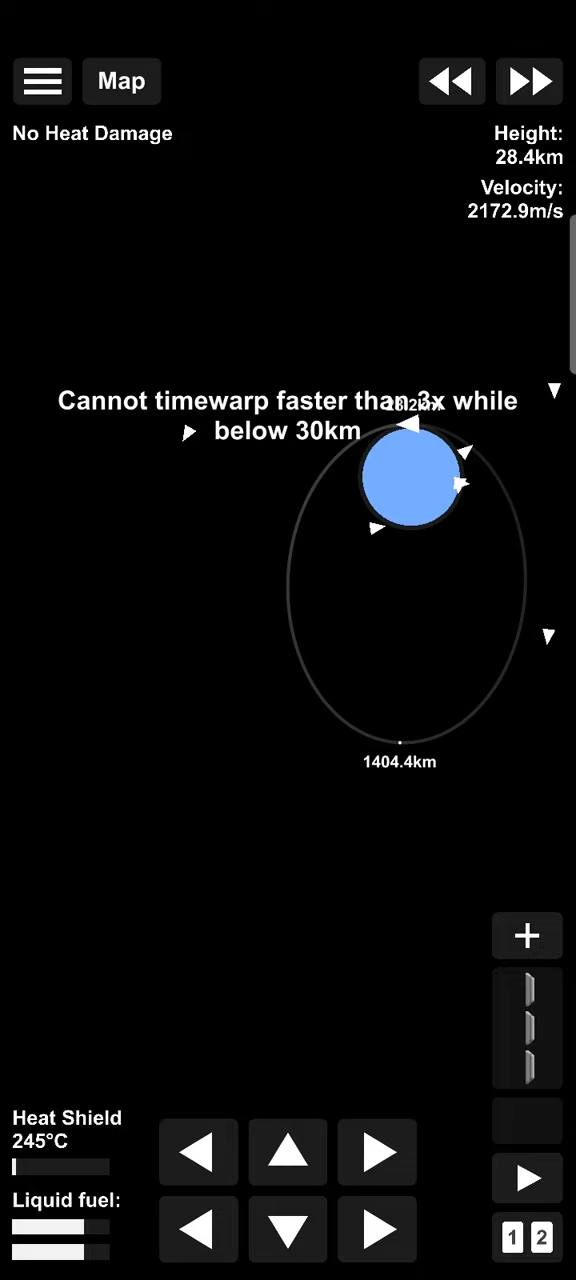 Map
No Heat Damage
Height:
28.4km
Velocity:
2172.9m/s
Cannot timewarp faster than 3x while
below 30km
1404.4km
Heat Shield
245°C
Liquid fuel:
1 2